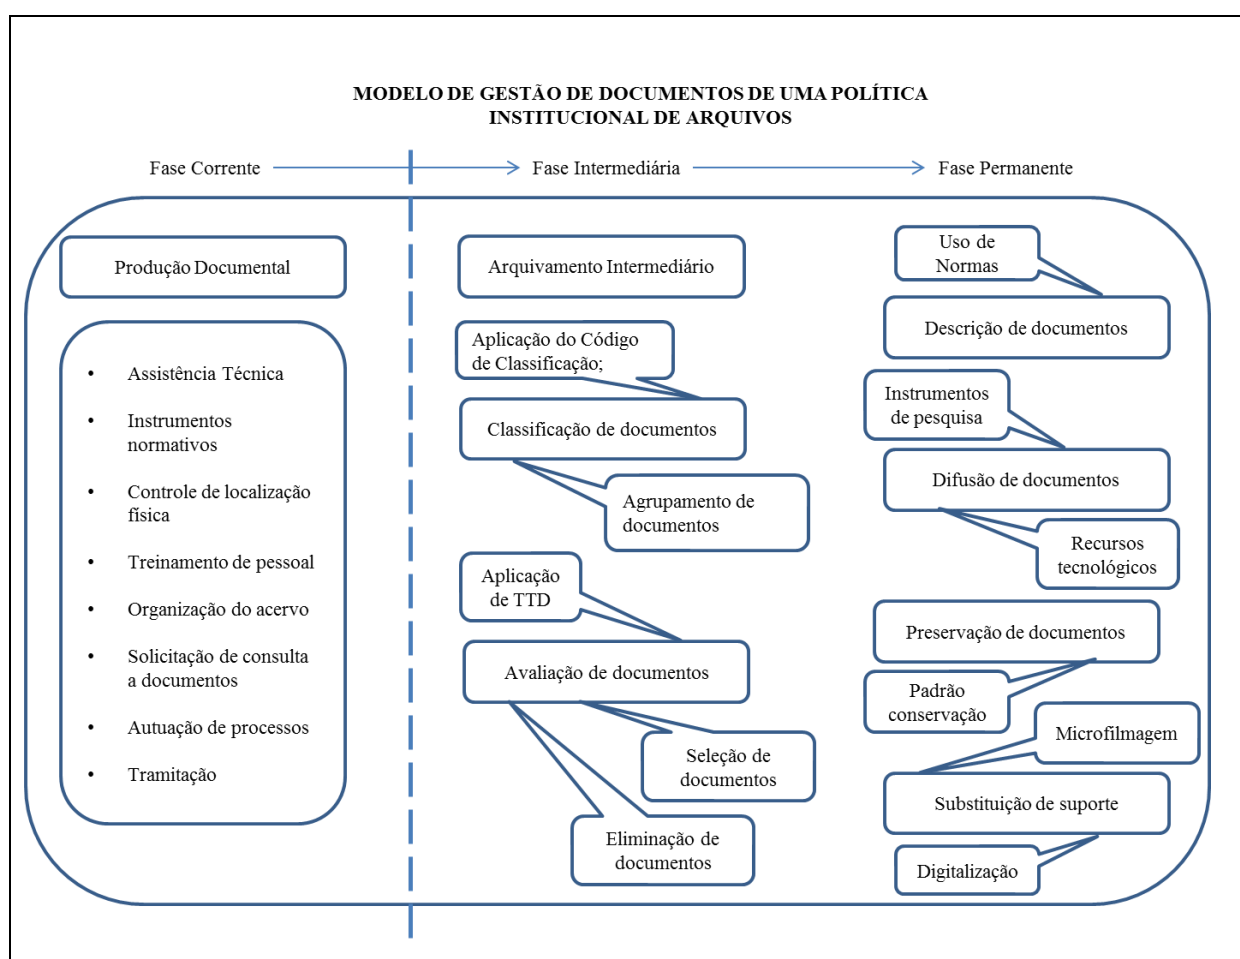 MODELO DE GESTÃO DE DOCUMENTOS DE UMA POLÍTICA
INSTITUCIONAL DE ARQUIVOS
Fase Corrente
Fase Intermediária
Fase Permanente
Produção Documental
• Assistência Técnica
• Instrumentos
normativos
• Controle de localização
física
• Treinamento de pessoal
• Organização do acervo
• Solicitação de consulta
a documentos
• Autuação de processos
• Tramitação
Arquivamento Intermediário
Aplicação do Código
de Classificação;
Classificação de documentos
Agrupamento de
documentos
Aplicação
de TTD
Avaliação de documentos
Seleção de
documentos
Eliminação de
documentos
Uso de
Normas
Descrição de documentos
Instrumentos
de pesquisa
Difusão de documentos
Recursos
tecnológicos
Preservação de documentos
Padrão
conservação
Microfilmagem
Substituição de suporte
Digitalização